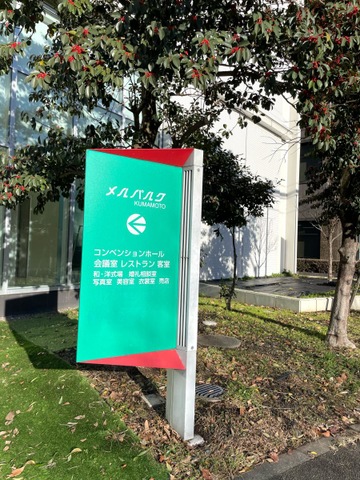 メルパルク
KUMAMOTO
コンベンションホール
会議室 レストラン 客室
和・洋式場 婚礼相談室
写真室 美容室 衣裳室 売店